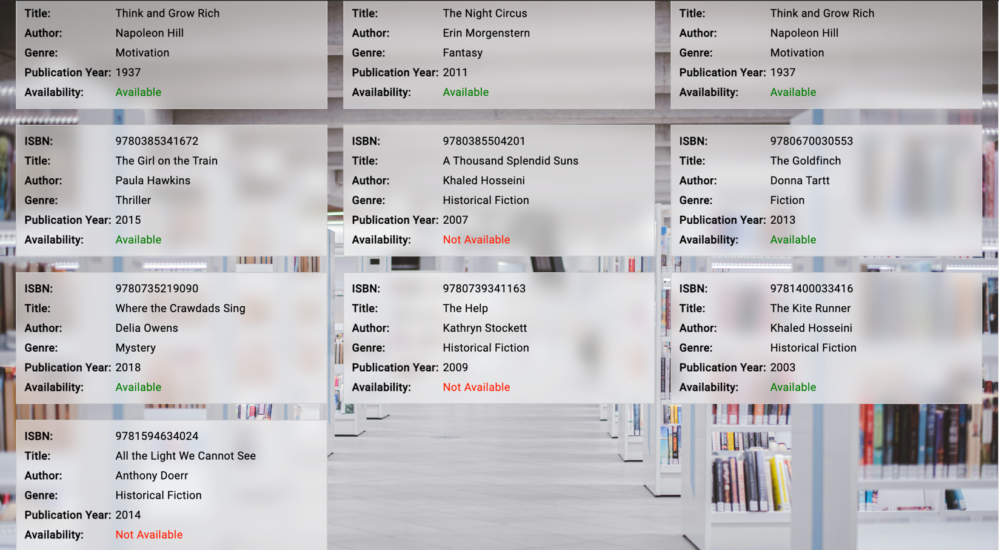 Title: Think and Grow Rich
Author: Napoleon Hill
Genre: Motivation
Publication Year: 1937
Availability: Available
Title: The Night Circus
Author: Erin Morgenstern
Genre: Fantasy
Publication Year: 2011
Availability: Available
Title: Think and Grow Rich
Author: Napoleon Hill
Genre: Motivation
Publication Year: 1937
Availability: Available
ISBN: 9780385341672
Title: The Girl on the Train
Author: Paula Hawkins
Genre: Thriller
Publication Year: 2015
Availability: Available
ISBN: 9780385504201
Title: A Thousand Splendid Suns
Author: Khaled Hosseini
Genre: Historical Fiction
Publication Year: 2007
Availability: Not Available
ISBN: 9780670030553
Title: The Goldfinch
Author: Donna Tartt
Genre: Fiction
Publication Year: 2013
Availability: Available
ISBN: 9780735219090
Title: Where the Crawdads Sing
Author: Delia Owens
Genre: Mystery
Publication Year: 2018
Availability: Available
ISBN: 9780739341163
Title: The Help
Author: Kathryn Stockett
Genre: Historical Fiction
Publication Year: 2009
Availability: Not Available
ISBN: 9781400033416
Title: The Kite Runner
Author: Khaled Hosseini
Genre: Historical Fiction
Publication Year: 2003
Availability: Available
ISBN: 9781594634024
Title: All the Light We Cannot See
Author: Anthony Doerr
Genre: Historical Fiction
Publication Year: 2014
Availability: Not Available